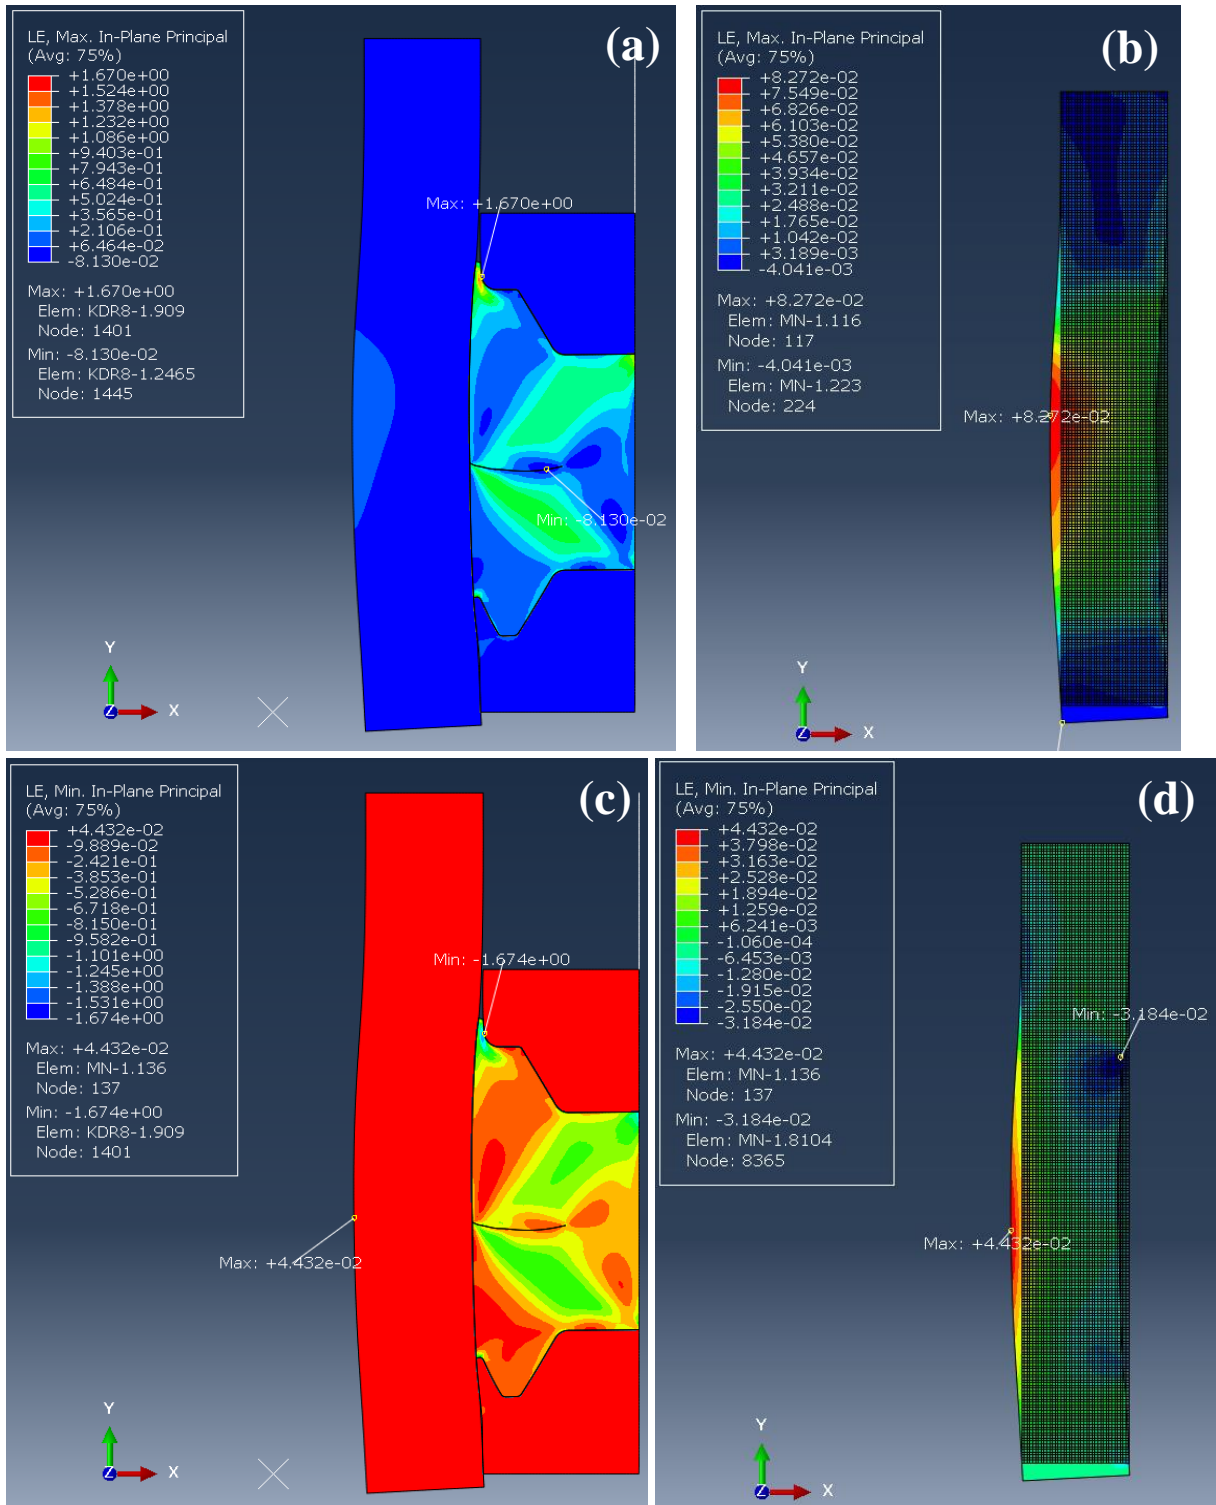 (a)
LE, Max. In-Plane Principal
(Avg: 75%)
+1.670e+00
+1.524e+00
+1.378e+00
+1.232e+00
+1.086e+00
+9.403e-01
+7.943e-01
+6.484e-01
+5.024e-01
+3.565e-01
+2.106e-01
+6.464e-02
-8.130e-02
Max: +1.670e+00
Elem: KDR8-1.909
Node: 1401
Min: -8.130e-02
Elem: KDR8-1.2465
Node: 1445
Max: +1.670e+00
Min: -8.130e-02
Y
Z
X
(b)
LE, Max. In-Plane Principal
(Avg: 75%)
+8.272e-02
+7.549e-02
+6.826e-02
+6.103e-02
+5.380e-02
+4.657e-02
+3.934e-02
+3.211e-02
+2.488e-02
+1.765e-02
+1.042e-02
+3.189e-03
-4.041e-03
Max: +8.272e-02
Elem: MN-1.116
Node: 117
Min: -4.041e-03
Elem: MN-1.223
Node: 224
Max: +8.272e-02
Y
Z
X
(c)
LE, Min. In-Plane Principal
(Avg: 75%)
+4.432e-02
-9.889e-02
-2.421e-01
-3.853e-01
-5.286e-01
-6.718e-01
-8.150e-01
-9.582e-01
-1.101e+00
-1.245e+00
-1.388e+00
-1.531e+00
-1.674e+00
Max: +4.432e-02
Elem: MN-1.136
Node: 137
Min: -1.674e+00
Elem: KDR8-1.909
Node: 1401
Min: -1.674e+00
Max: +4.432e-02
Y
Z
X
(d)
LE, Min. In-Plane Principal
(Avg: 75%)
+4.432e-02
+3.798e-02
+3.163e-02
+2.528e-02
+1.894e-02
+1.259e-02
+6.241e-03
-1.060e-04
-6.453e-03
-1.280e-02
-1.915e-02
-2.550e-02
-3.184e-02
Max: +4.432e-02
Elem: MN-1.136
Node: 137
Min: -3.184e-02
Elem: MN-1.8104
Node: 8365
Min: -3.184e-02
Max: +4.432e-02
Y
Z
X